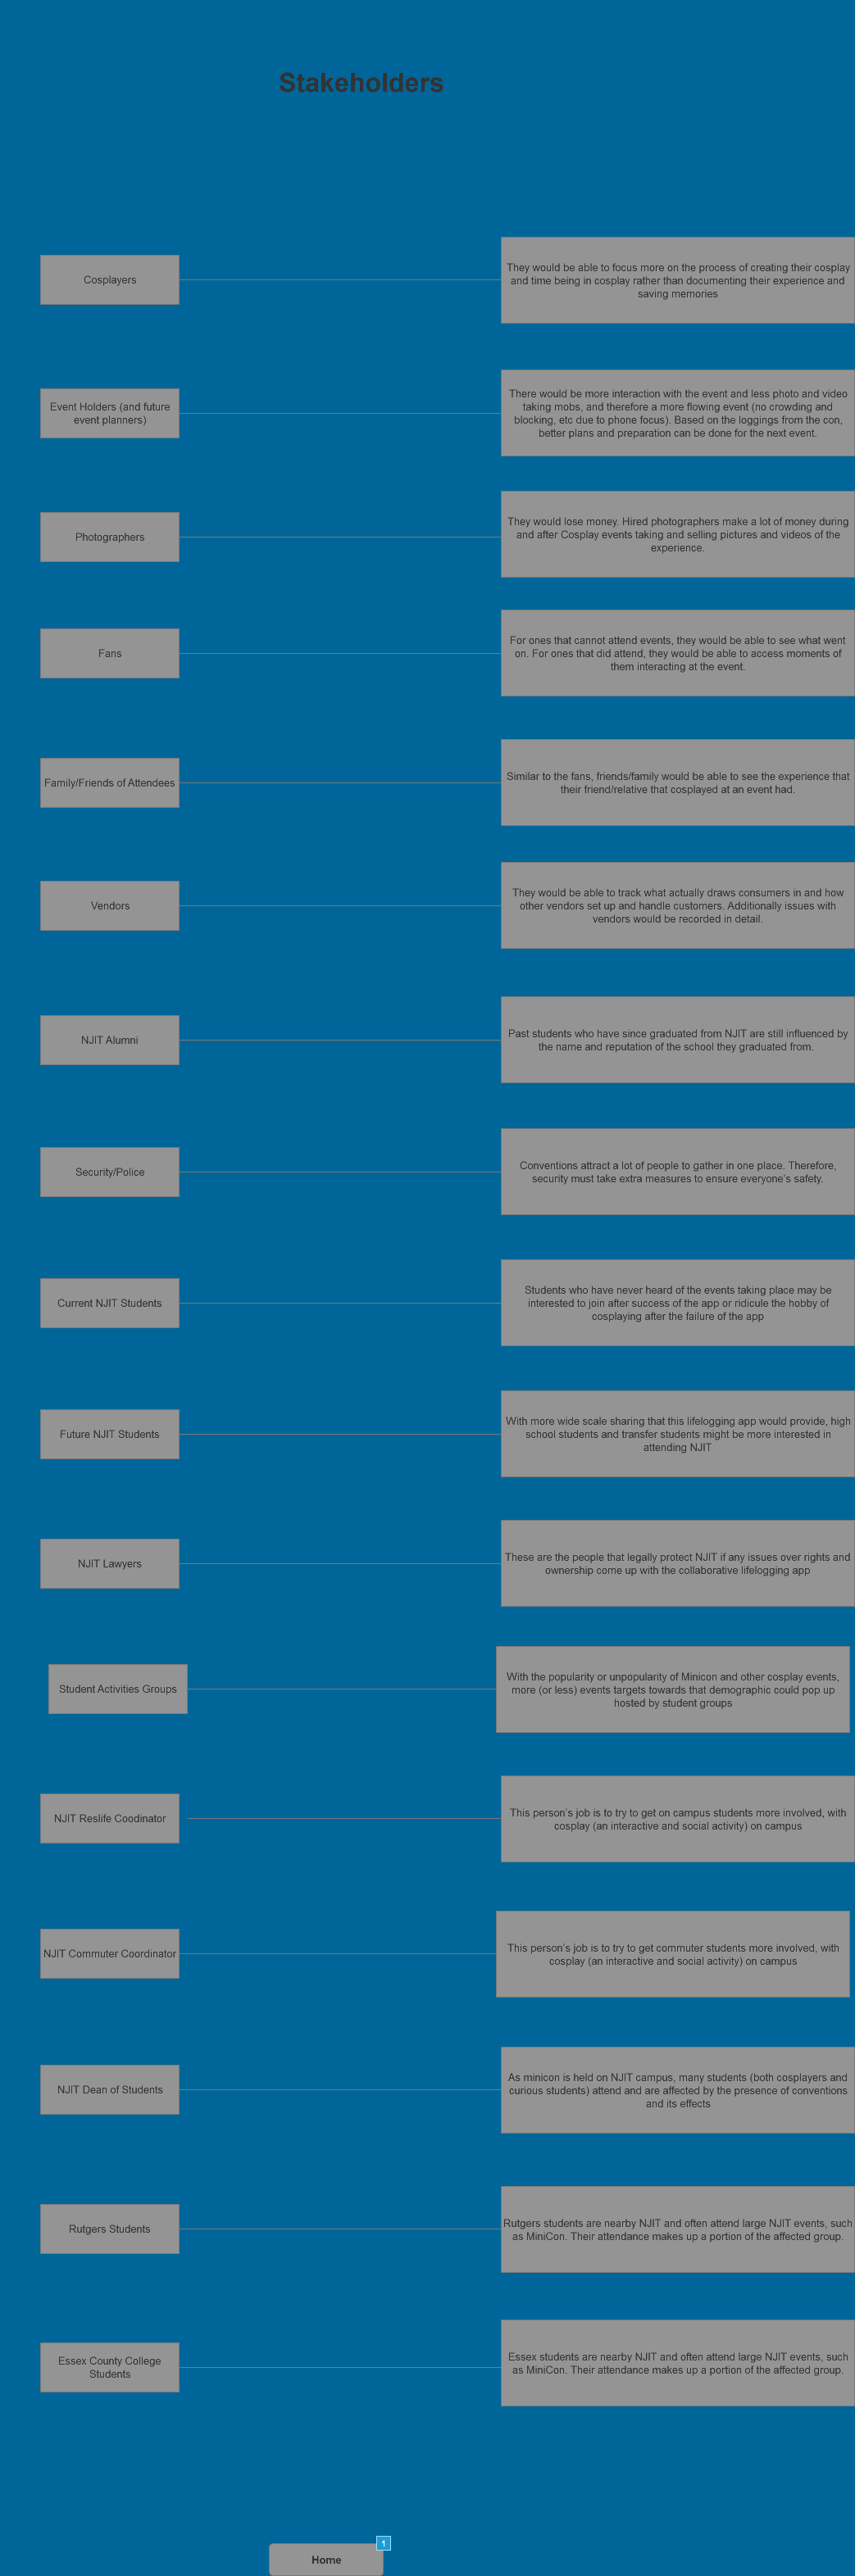 Stakeholders
Cosplayers
They would be able to focus more on the process of creating their cosplay
and time being in cosplay rather than documenting their experience and
saving memories
Event Holders (and future
event planners)
There would be more interaction with the event and less photo and video
taking mobs, and therefore a more flowing event (no crowding and
blocking, etc due to phone focus). Based on the loggings from the con,
better plans and preparation can be done for the next event.
Photographers
They would lose money. Hired photographers make a lot of money during
and after Cosplay events taking and selling pictures and videos of the
experience.
Fans
For ones that cannot attend events, they would be able to see what went
on. For ones that did attend, they would be able to access moments of
them interacting at the event.
Family/Friends of Attendees
Similar to the fans, friends/family would be able to see the experience that
their friend/relative that cosplayed at an event had.
Vendors
They would be able to track what actually draws consumers in and how
other vendors set up and handle customers. Additionally issues with
vendors would be recorded in detail.
NJIT Alumni
Past students who have since graduated from NJIT are still influenced by
the name and reputation of the school they graduated from.
Security/Police
Conventions attract a lot of people to gather in one place. Therefore,
security must take extra measures to ensure everyone's safety.
Current NJIT Students
Students who have never heard of the events taking place may be
interested to join after success of the app or ridicule the hobby of
cosplaying after the failure of the app
Future NJIT Students
With more wide scale sharing that this lifelogging app would provide, high
school students and transfer students might be more interested in
attending NJIT
NJIT Lawyers
These are the people that legally protect NJIT if any issues over rights and
ownership come up with the collaborative lifelogging app
Student Activities Groups
With the popularity or unpopularity of Minicon and other cosplay events,
more (or less) events targets towards that demographic could pop up
hosted by student groups
NJIT Reslife Coodinator
This person's job is to try to get on campus students more involved, with
cosplay (an interactive and social activity) on campus
NJIT Commuter Coordinator
This person's job is to try to get commuter students more involved, with
cosplay (an interactive and social activity) on campus
NJIT Dean of Students
As minicon is held on NJIT campus, many students (both cosplayers and
curious students) attend and are affected by the presence of conventions
and its effects
Rutgers Students
Rutgers students are nearby NJIT and often attend large NJIT events, such
as MiniCon. Their attendance makes up a portion of the affected group.
Essex County College
Students
Essex students are nearby NJIT and often attend large NJIT events, such
as MiniCon. Their attendance makes up a portion of the affected group.
1
Home